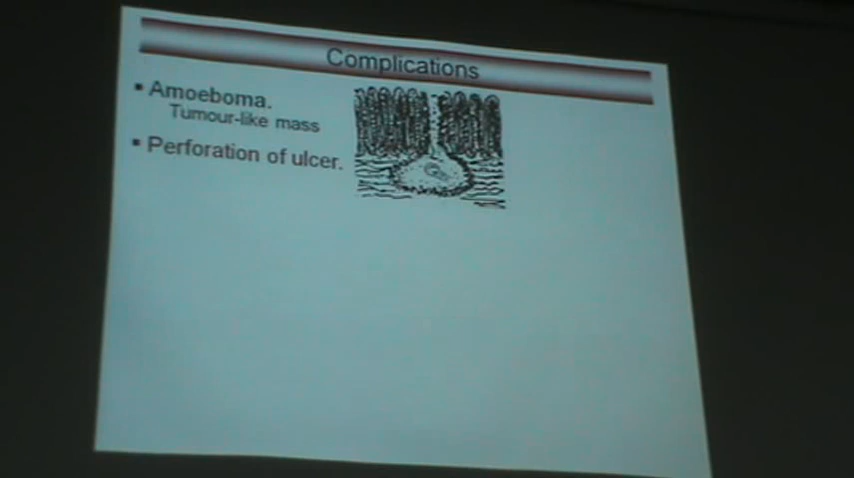 Complications
▪ Amoeboma.
Tumour-like mass
▪ Perforation of ulcer.